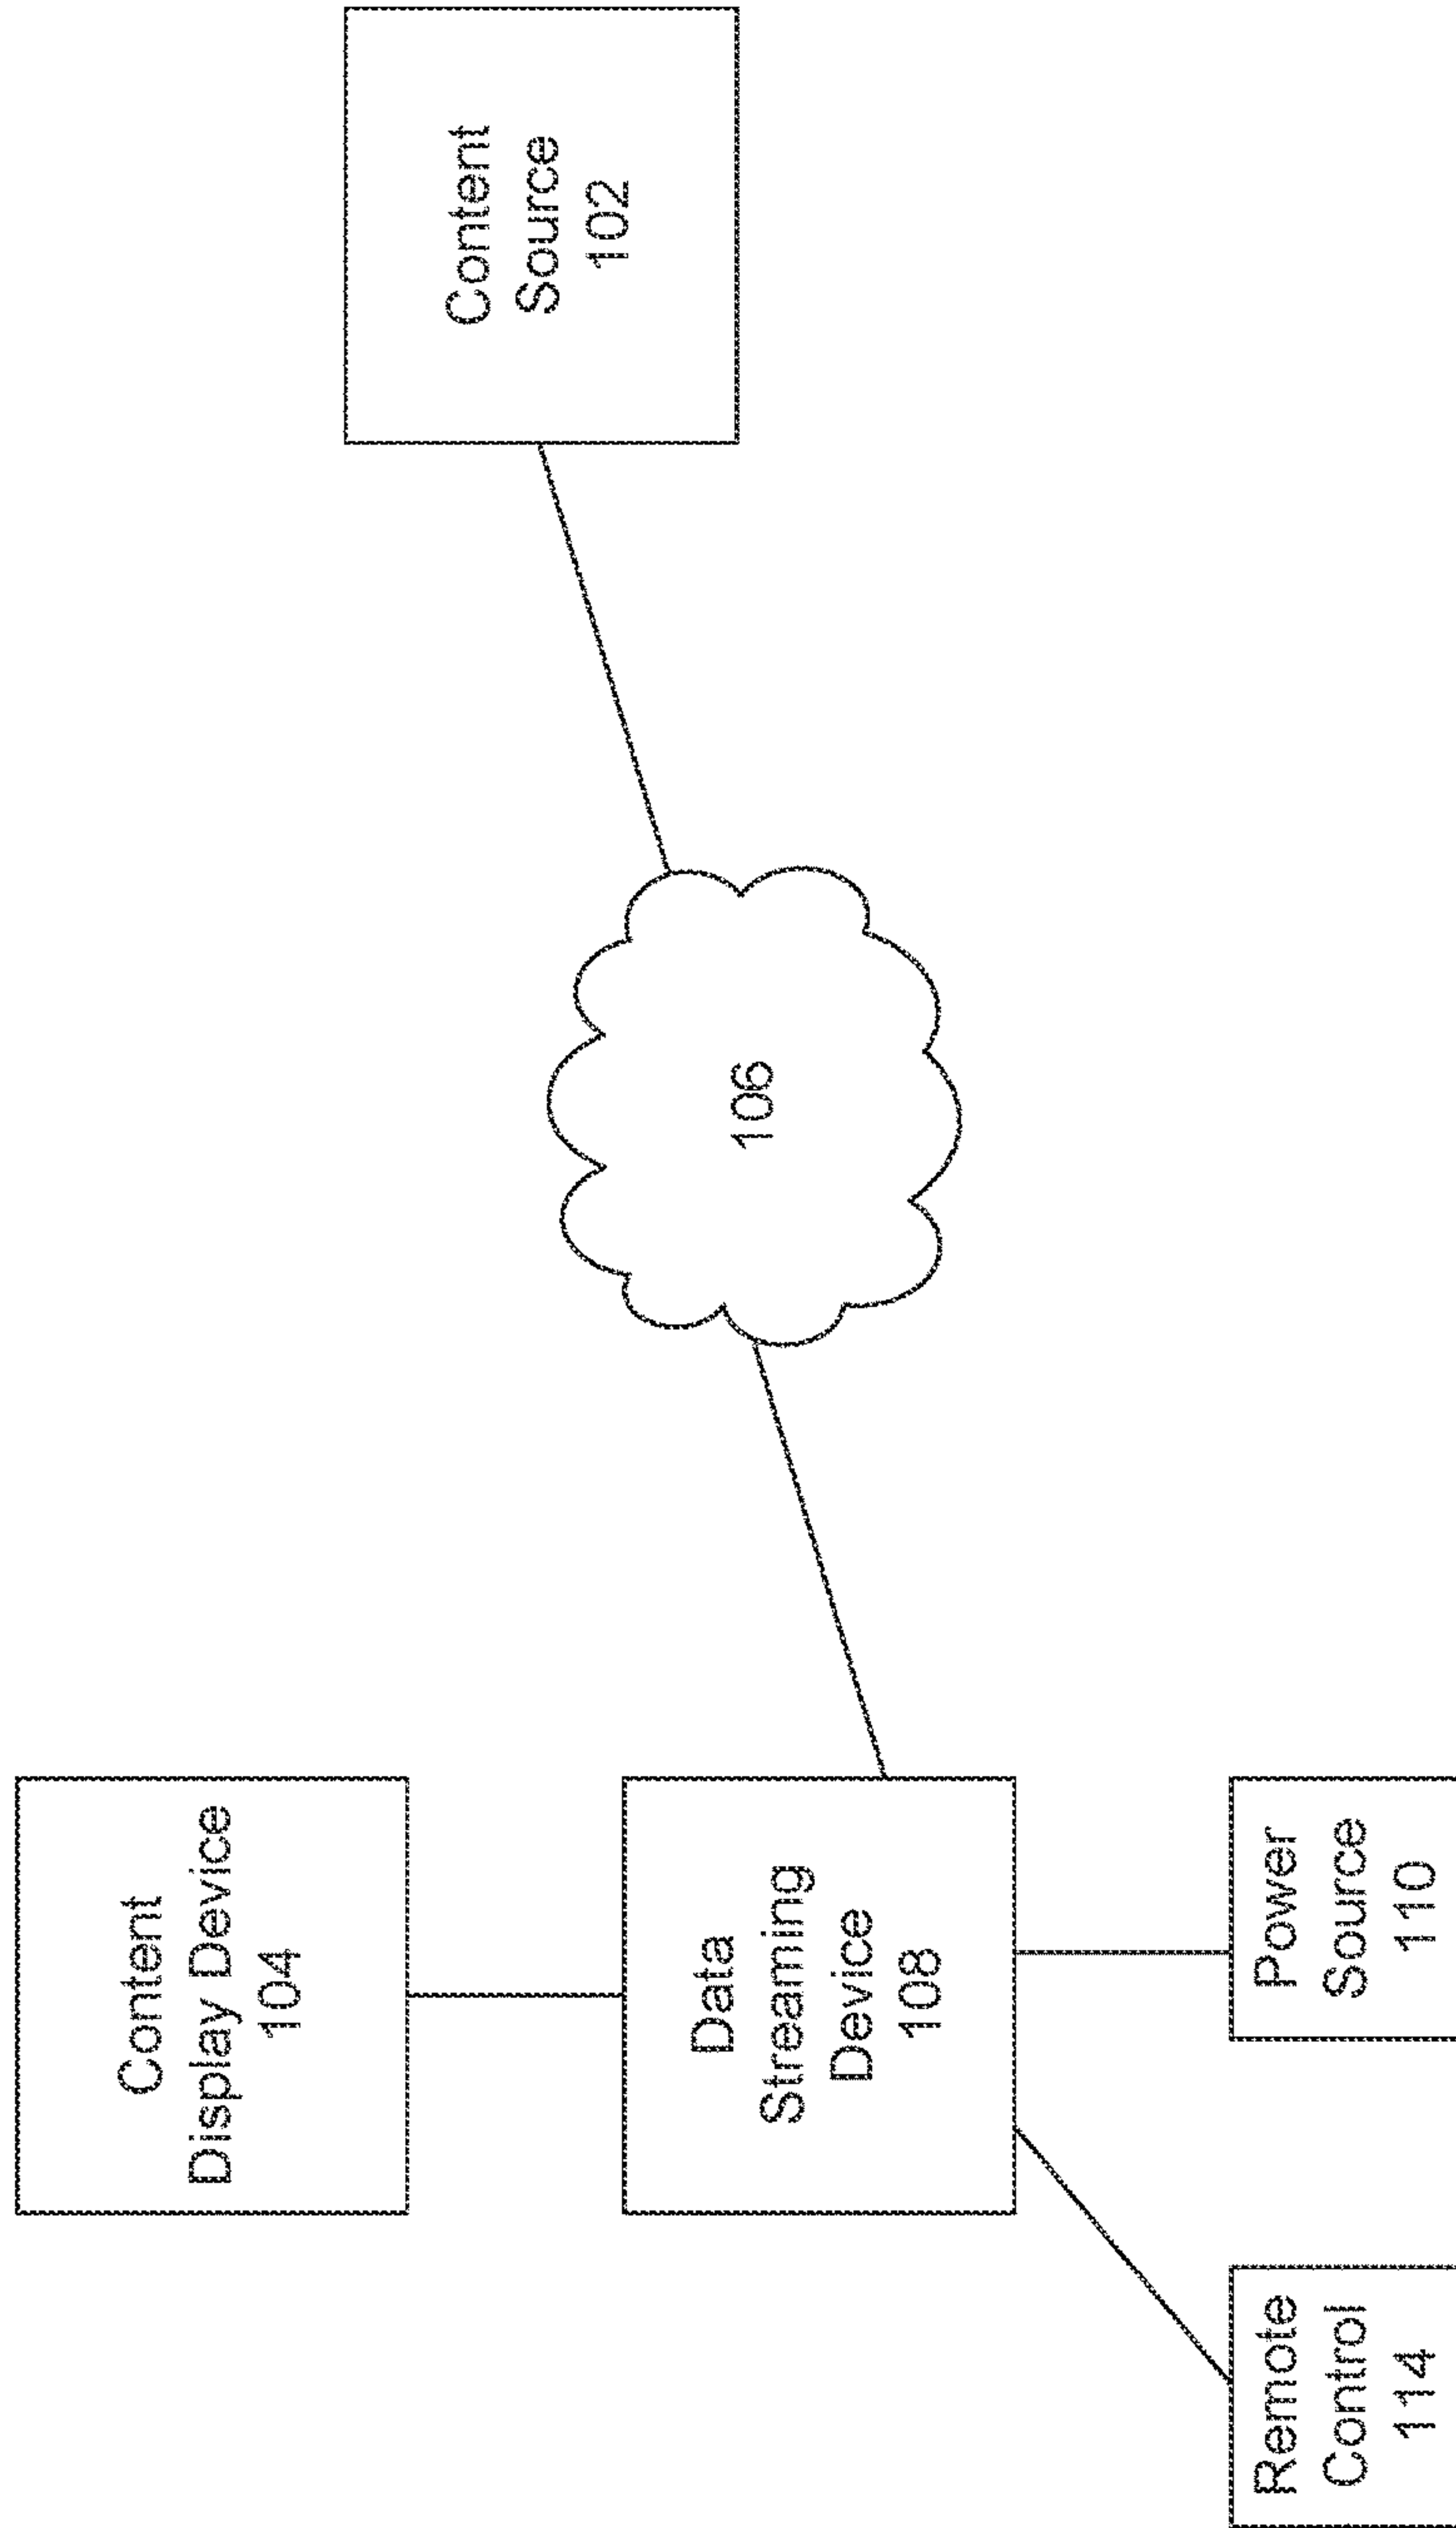 Content
Display Device
104
Data
Streaming
Device
108
Remote
Control
114
Power
Source
110
106
Content
Source
102